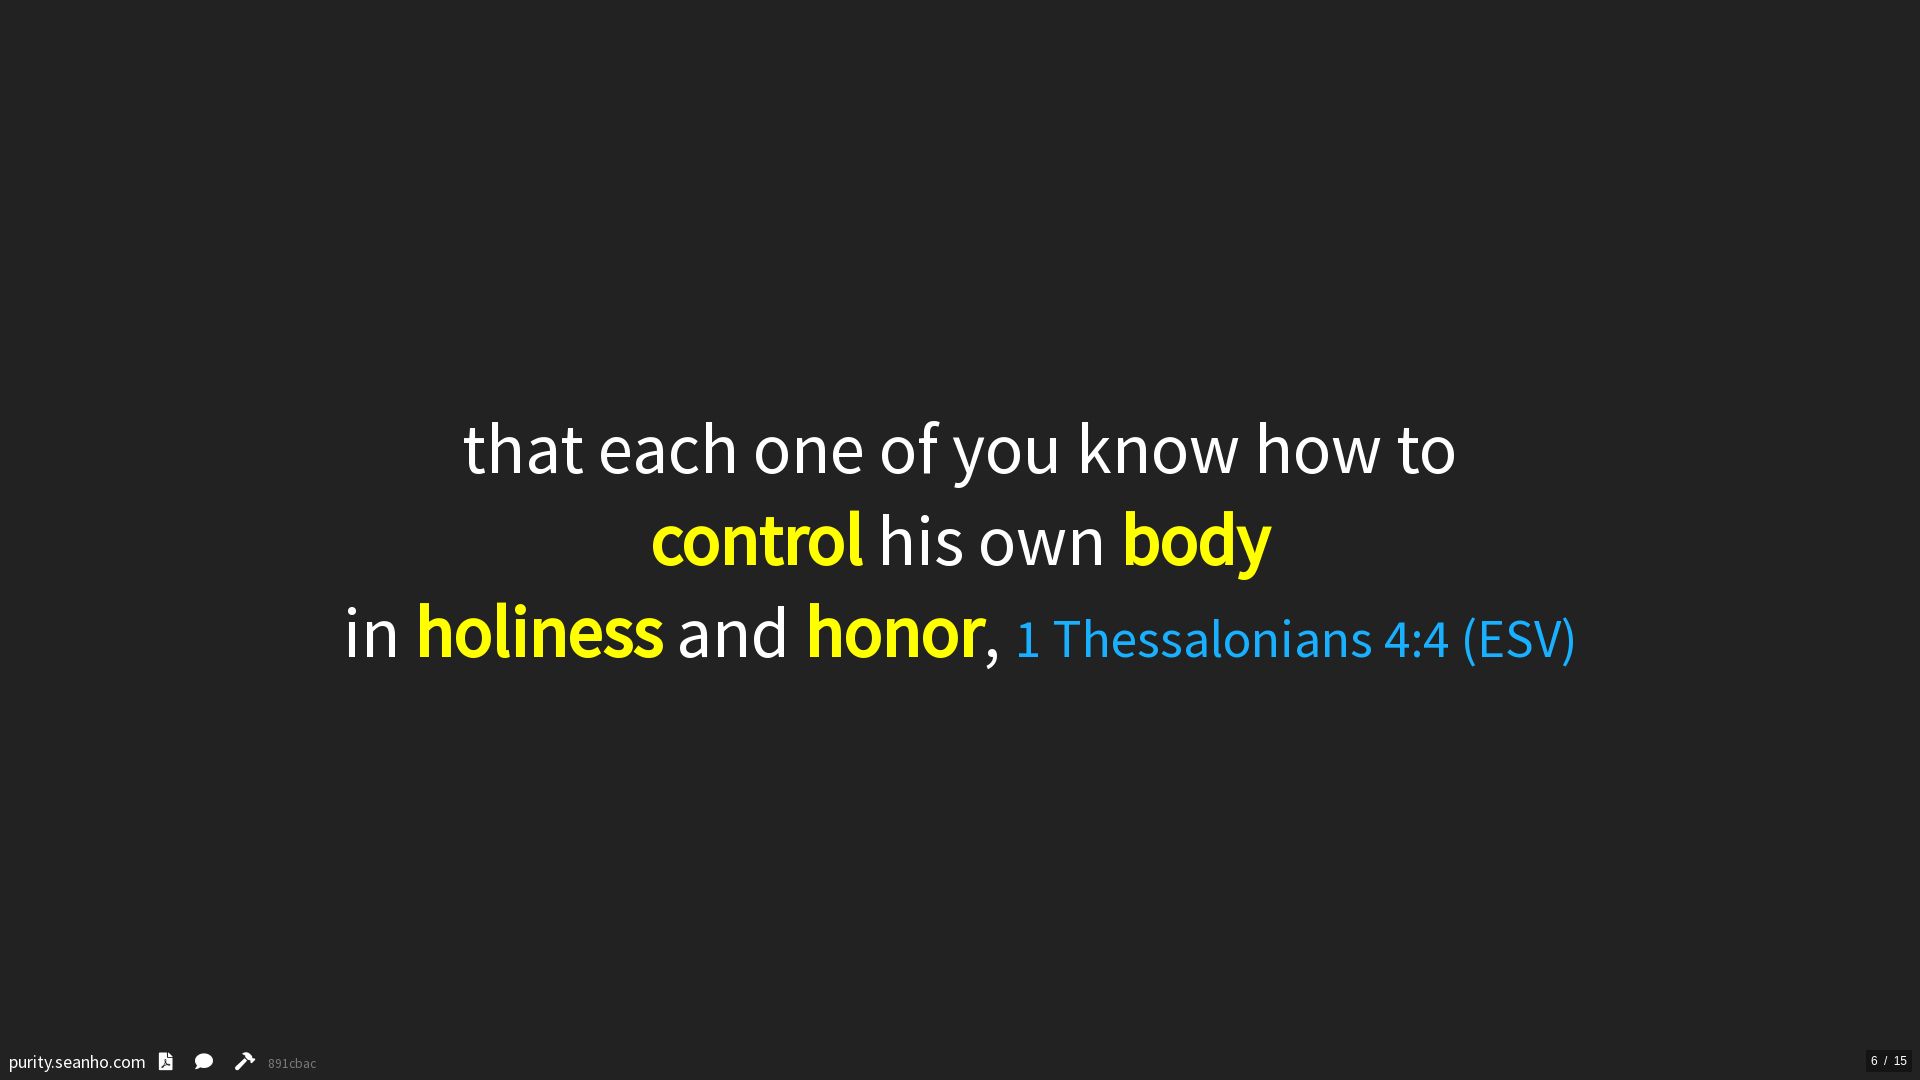 that each one of you know how to
control his own body
in holiness and honor, 1 Thessalonians 4:4 (ESV)
purity.seanho.com 891cbac
6 / 15